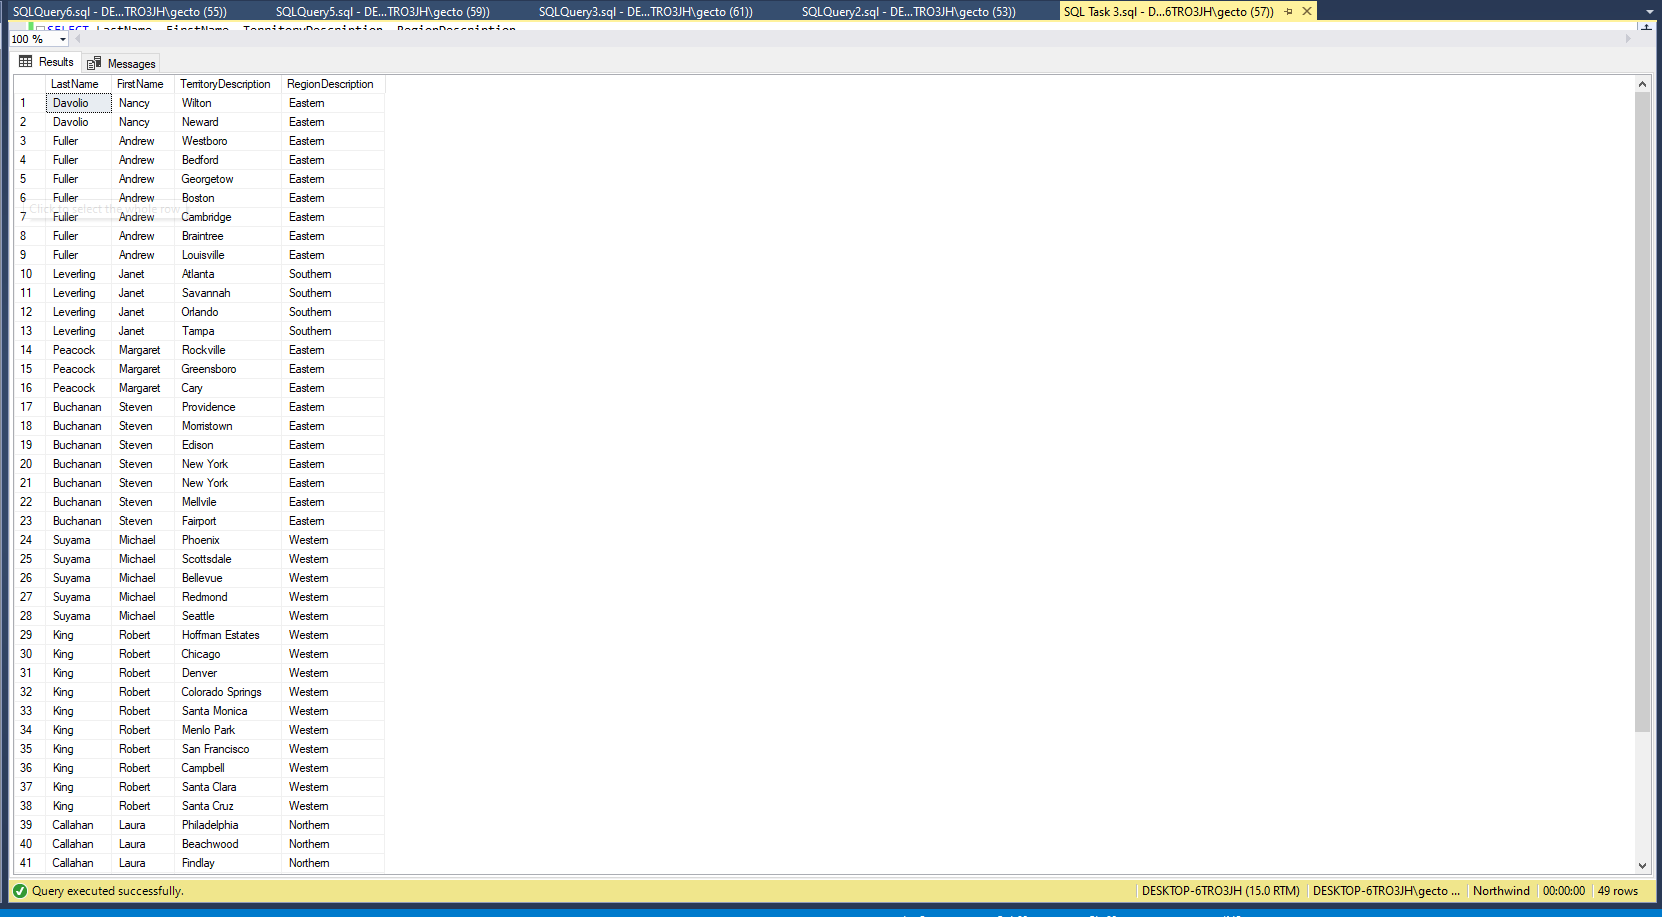 SQLQuery6.sql - DE...TRO3JH\gecto (55)) SQLQuery5.sql - DE...TRO3JH\gecto (59)) SQLQuery3.sql - DE...TRO3JH\gecto (61)) SQLQuery2.sql - DE...TRO3JH\gecto (53)) SQL Task 3.sql - D...6TRO3JH\gecto (57))
SELECT LastName, FirstName, TerritoryDescription, RegionDescription
100 %
Results Messages
LastName FirstName TerritoryDescription RegionDescription
1 Davolio Nancy Wilton Eastern
2 Davolio Nancy Neward Eastern
3 Fuller Andrew Westboro Eastern
4 Fuller Andrew Bedford Eastern
5 Fuller Andrew Georgetow Eastern
6 Fuller Andrew Boston Eastern
Click to select the whole row
7 Fuller Andrew Cambridge Eastern
8 Fuller Andrew Braintree Eastern
9 Fuller Andrew Louisville Eastern
10 Leverling Janet Atlanta Southern
11 Leverling Janet Savannah Southern
12 Leverling Janet Orlando Southern
13 Leverling Janet Tampa Southern
14 Peacock Margaret Rockville Eastern
15 Peacock Margaret Greensboro Eastern
16 Peacock Margaret Cary Eastern
17 Buchanan Steven Providence Eastern
18 Buchanan Steven Morristown Eastern
19 Buchanan Steven Edison Eastern
20 Buchanan Steven New York Eastern
21 Buchanan Steven New York Eastern
22 Buchanan Steven Mellvile Eastern
23 Buchanan Steven Fairport Eastern
24 Suyama Michael Phoenix Western
25 Suyama Michael Scottsdale Western
26 Suyama Michael Bellevue Western
27 Suyama Michael Redmond Western
28 Suyama Michael Seattle Western
29 King Robert Hoffman Estates Western
30 King Robert Chicago Western
31 King Robert Denver Western
32 King Robert Colorado Springs Western
33 King Robert Santa Monica Western
34 King Robert Menlo Park Western
35 King Robert San Francisco Western
36 King Robert Campbell Western
37 King Robert Santa Clara Western
38 King Robert Santa Cruz Western
39 Callahan Laura Philadelphia Northern
40 Callahan Laura Beachwood Northern
41 Callahan Laura Findlay Northern
Query executed successfully. DESKTOP-6TRO3JH (15.0 RTM) DESKTOP-6TRO3JH\gecto ... Northwind 00:00:00 49 rows